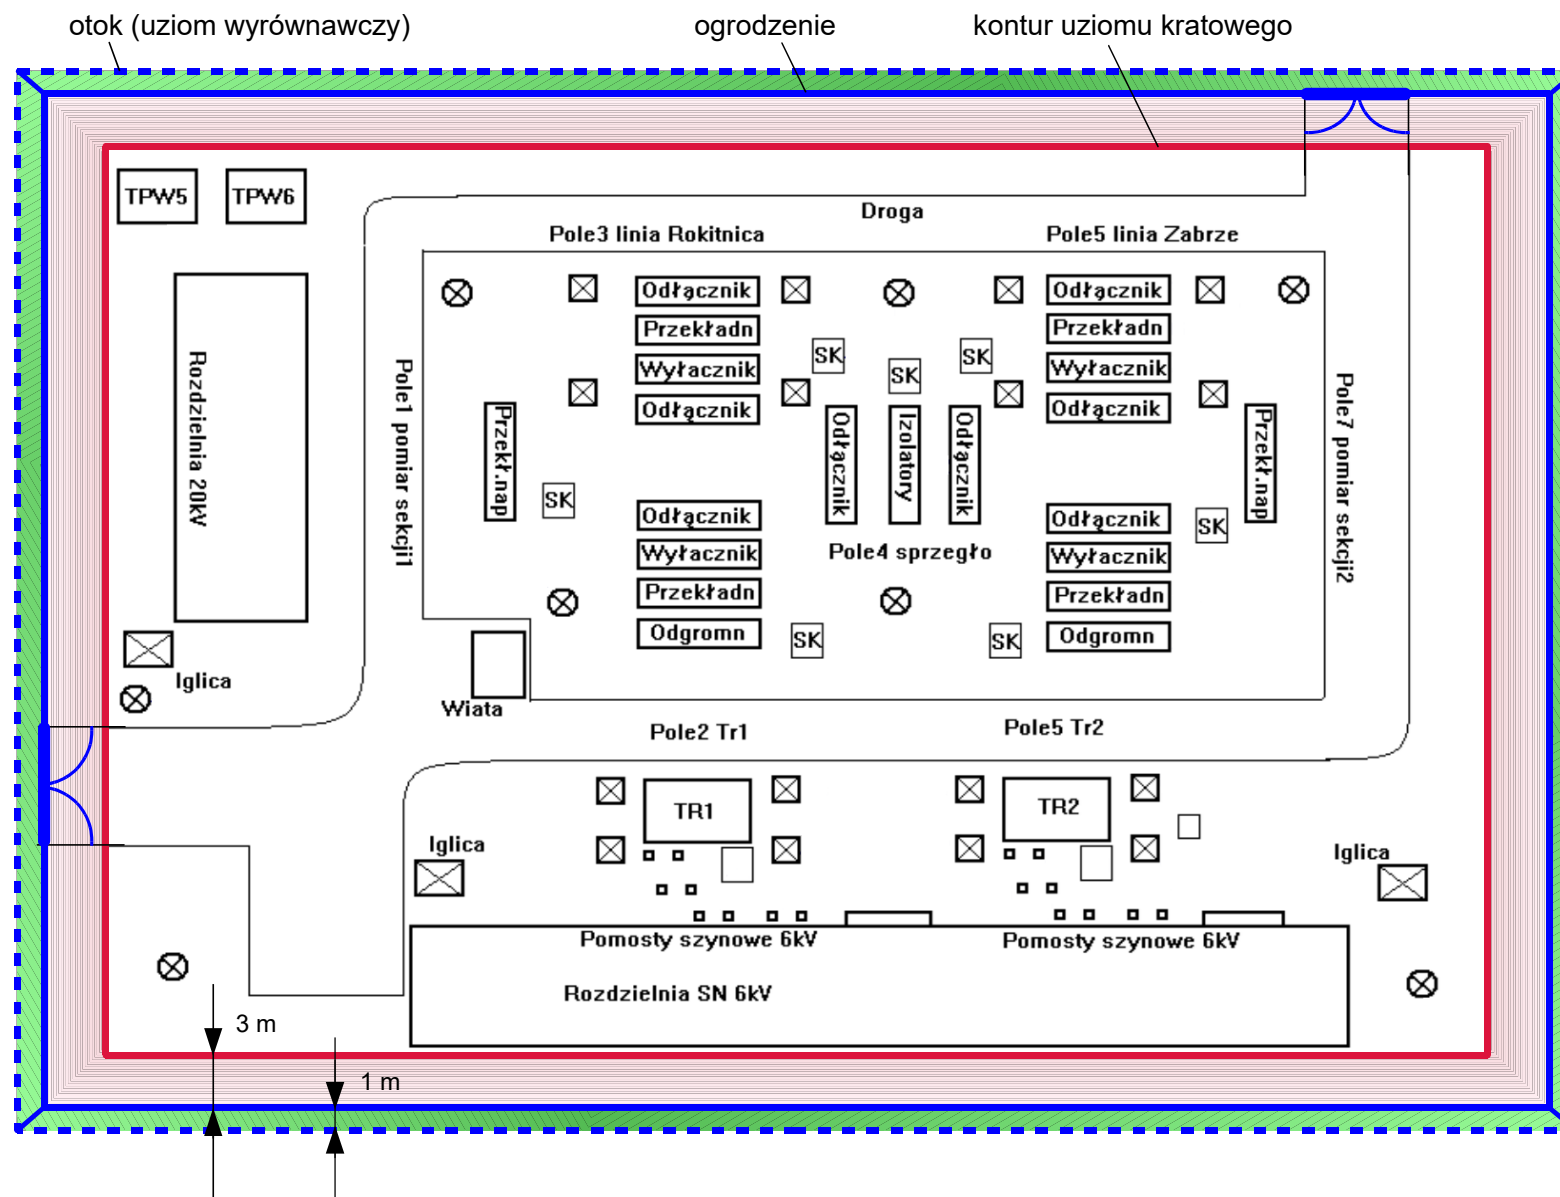 otok (uziom wyrównawczy)
ogrodzenie
kontur uziomu kratowego
TPW5
TPW6
Droga
Pole3 linia Rokitnica
Pole5 linia Zabrze
Odłącznik
Odłącznik
Przekładn
Przekładn
SK
SK
SK
Wyłacznik
Wyłacznik
Odłącznik
Odłącznik
Rozdzielnia 20kV
Pole1 pomiar sekcji1
Przekł.nap
Odłącznik
Izolatory
Odłącznik
Przekł.nap
Pole7 pomiar sekcji2
SK
SK
Odłącznik
Odłącznik
Wyłacznik
Pole4 sprzegło
Wyłacznik
Przekładn
Przekładn
Odgromn
SK
SK
Odgromn
Iglica
Wiata
Pole2 Tr1
Pole5 Tr2
TR1
TR2
Iglica
Iglica
Pomosty szynowe 6kV
Pomosty szynowe 6kV
Rozdzielnia SN 6kV
3 m
1 m